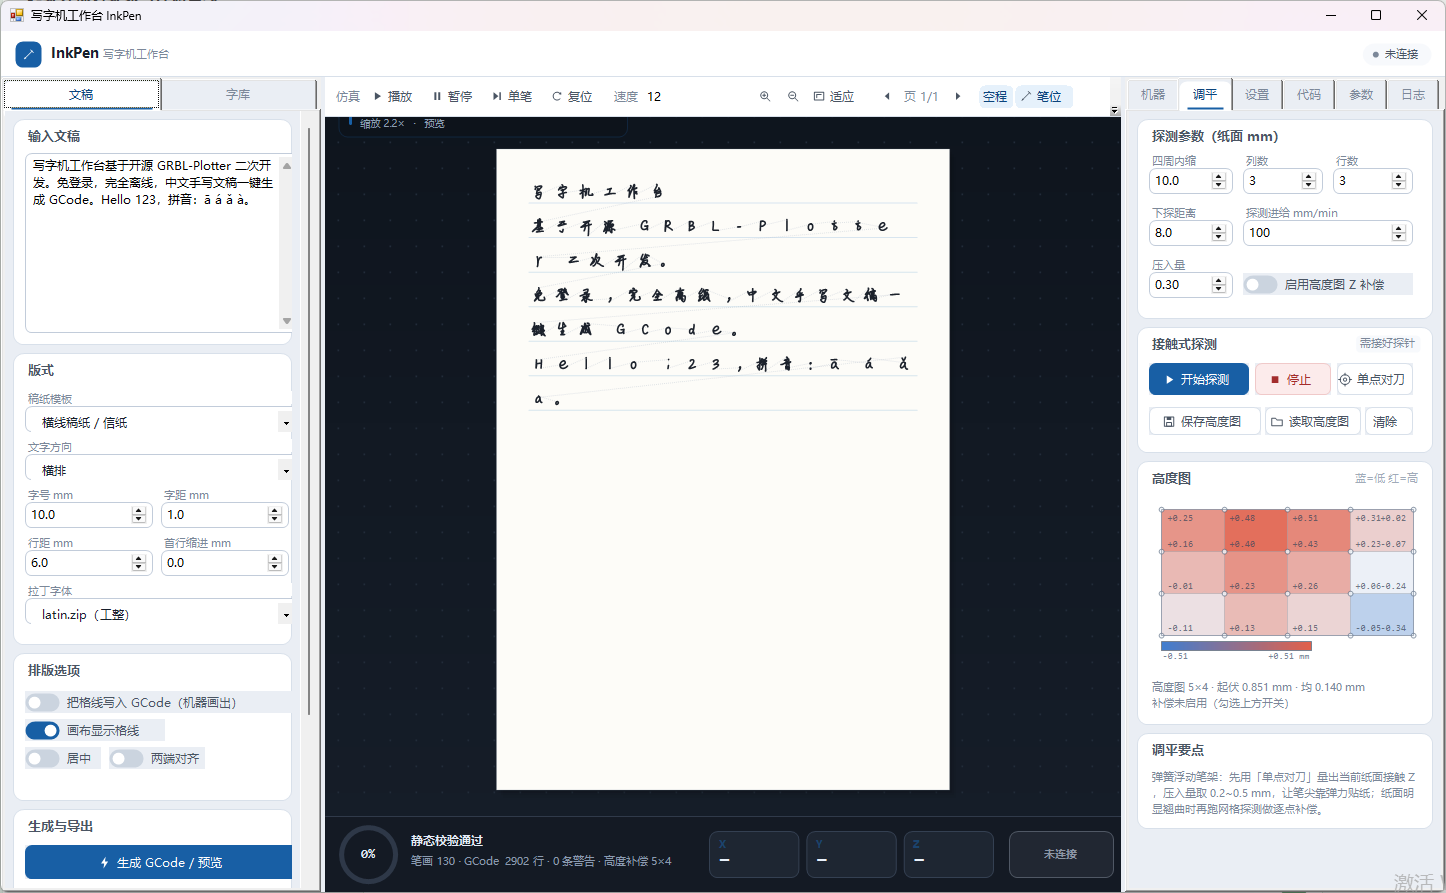 写字机工作台 InkPen
InkPen 写字机工作台
未连接
文稿
字库
输入文稿
写字机工作台基于开源 GRBL-Plotter 二次开
发。免登录，完全离线，中文手写文稿一键生
成 GCode。Hello 123，拼音：ā á ǎ à。
版式
稿纸模板
横线稿纸 / 信纸
文字方向
横排
字号 mm
字距 mm
10.0
1.0
行距 mm
首行缩进 mm
6.0
0.0
拉丁字体
latin.zip（工整）
排版选项
把格线写入 GCode（机器画出）
画布显示格线
居中
两端对齐
生成与导出
生成 GCode / 预览
仿真
播放
暂停
单笔
复位
速度 12
适应
页 1/1
空程
笔位
缩放 2.2× · 预览
写字机工作台
基于开源 GRBL-Plotte
r 二次开发。
免登录，完全离线，中文手写文稿一
键生成 GCode。
Hello 123，拼音：ā á ǎ
à。
0%
静态校验通过
笔画 130 · GCode 2902 行 · 0 条警告 · 高度补偿 5×4
X
–
Y
–
Z
–
未连接
机器
调平
设置
代码
参数
日志
探测参数（纸面 mm）
四周内缩
列数
行数
10.0
3
3
下探距离
探测进给 mm/min
8.0
100
压入量
0.30
启用高度图 Z 补偿
接触式探测
需接好探针
开始探测
停止
单点对刀
保存高度图
读取高度图
清除
高度图
蓝=低 红=高
+0.25
+0.48
+0.51
+0.31+0.02
+0.16
+0.40
+0.43
+0.23-0.07
-0.01
+0.23
+0.26
+0.06-0.24
-0.11
+0.13
+0.15
-0.05-0.34
-0.51
+0.51 mm
高度图 5×4 · 起伏 0.851 mm · 均 0.140 mm
补偿未启用（勾选上方开关）
调平要点
弹簧浮动笔架：先用「单点对刀」量出当前纸面接触 Z
，压入量取 0.2~0.5 mm，让笔尖靠弹力贴纸；纸面明
显翘曲时再跑网格探测做逐点补偿。
激活